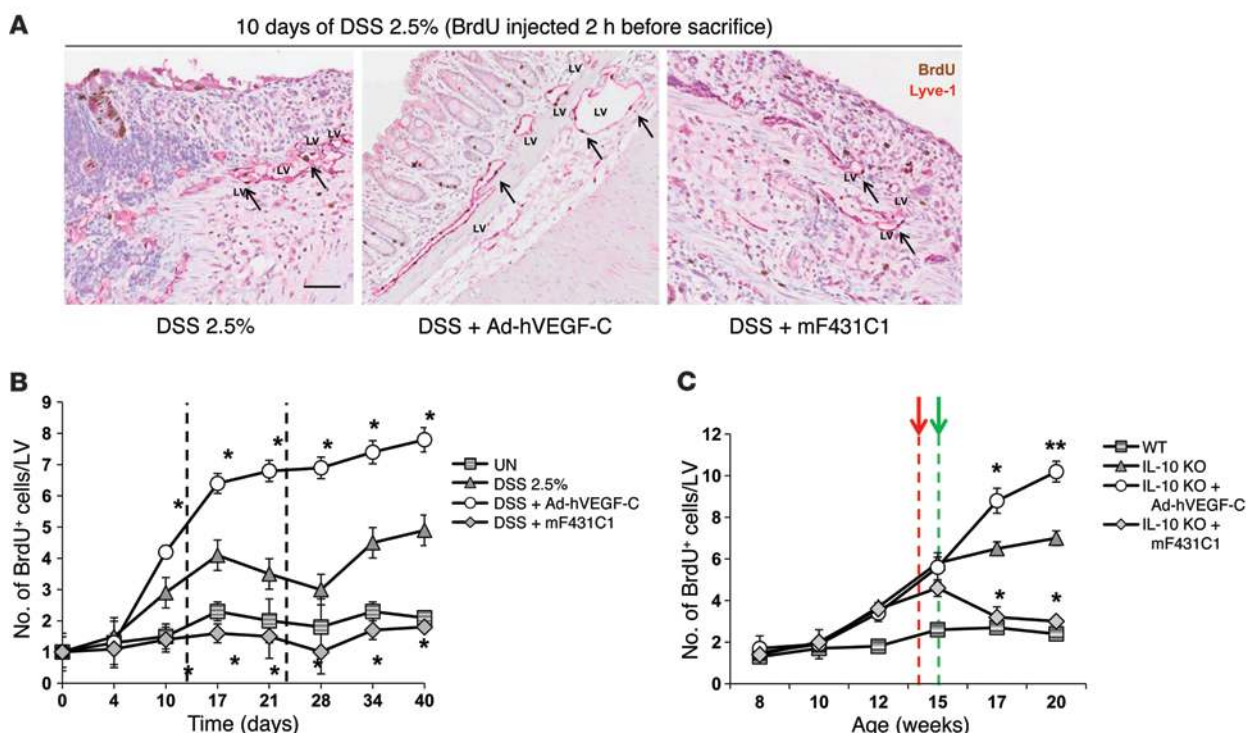 A
10 days of DSS 2.5% (BrdU injected 2 h before sacrifice)
BrdU
Lyve-1
LV
LV
LV
LV
LV
LV
LV
LV
LV
LV
LV
LV
DSS 2.5%
DSS + Ad-hVEGF-C
DSS + mF431C1
B
No. of BrdU⁺ cells/LV
9
8
7
6
5
4
3
2
1
0
* * * * * *
* * * * * *
0 4 10 17 21 28 34 40
Time (days)
UN
DSS 2.5%
DSS + Ad-hVEGF-C
DSS + mF431C1
C
No. of BrdU⁺ cells/LV
12
10
8
6
4
2
0
* **
* *
8 10 12 15 17 20
Age (weeks)
WT
IL-10 KO
IL-10 KO +
Ad-hVEGF-C
IL-10 KO +
mF431C1